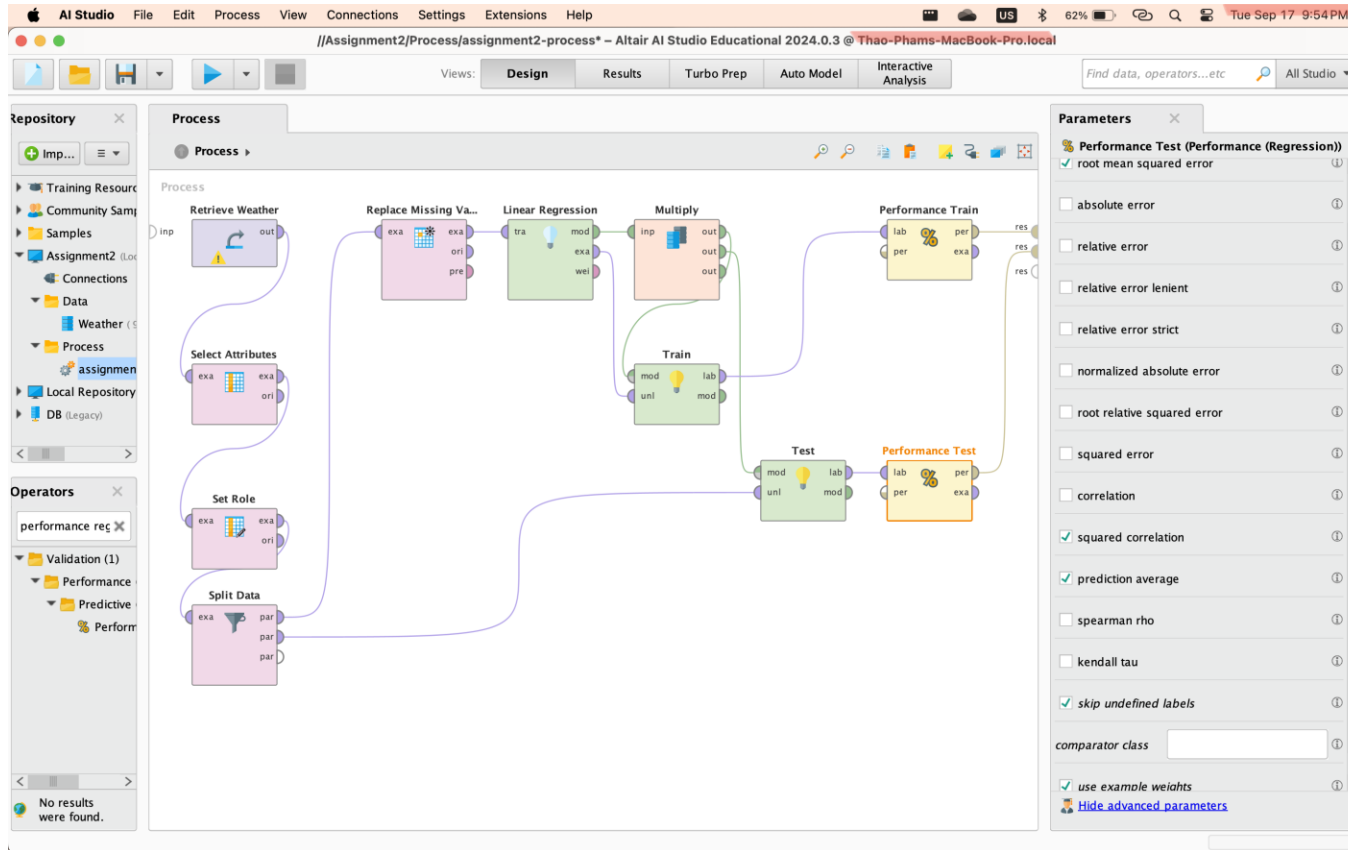 AI Studio File Edit Process View Connections Settings Extensions Help US 62% Tue Sep 17 9:54 PM
//Assignment2/Process/assignment2-process* – Altair AI Studio Educational 2024.0.3 @ Thao-Phams-MacBook-Pro.local
Views: Design Results Turbo Prep Auto Model Interactive Analysis Find data, operators...etc All Studio
Repository
Imp...
Training Resourc
Community Samp
Samples
Assignment2 (Loc
Connections
Data
Weather (
Process
assignmen
Local Repository
DB (Legacy)
Operators
performance reg
Validation (1)
Performance
Predictive
Perform
No results
were found.
Process
Process
Process
inp
Retrieve Weather
out
Replace Missing Va...
exa exa
ori
pre
Linear Regression
tra mod
exa
wei
Multiply
inp out
out
out
Performance Train
lab per
per exa
res
res
res
Select Attributes
exa exa
ori
Train
mod lab
unl mod
Set Role
exa exa
ori
Test
mod lab
unl mod
Performance Test
lab per
per exa
Split Data
exa par
par
par
Parameters
Performance Test (Performance (Regression))
root mean squared error
absolute error
relative error
relative error lenient
relative error strict
normalized absolute error
root relative squared error
squared error
correlation
squared correlation
prediction average
spearman rho
kendall tau
skip undefined labels
comparator class
use example weights
Hide advanced parameters